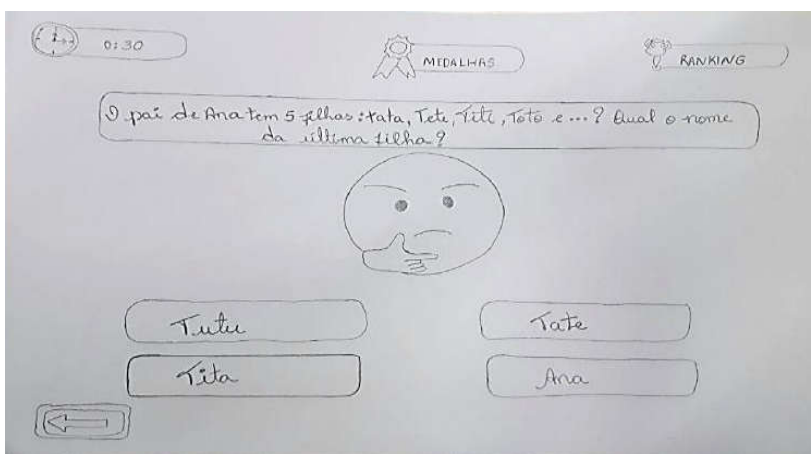 0:30
MEDALHAS
RANKING
O pai de Ana tem 5 filhas: tata, Tete, Titi, Toto e ...? Qual o nome
da última filha?
Tutu
Tate
Tita
Ana